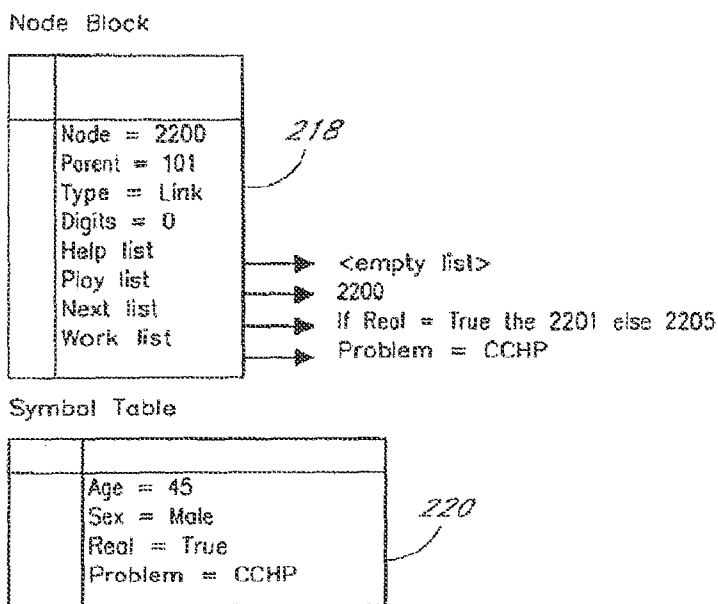 Node Block
Node = 2200
Parent = 101
Type = Link
Digits = 0
Help list
Play list
Next list
Work list
218
<empty list>
2200
If Real = True the 2201 else 2205
Problem = CCHP
Symbol Table
Age = 45
Sex = Male
Real = True
Problem = CCHP
220